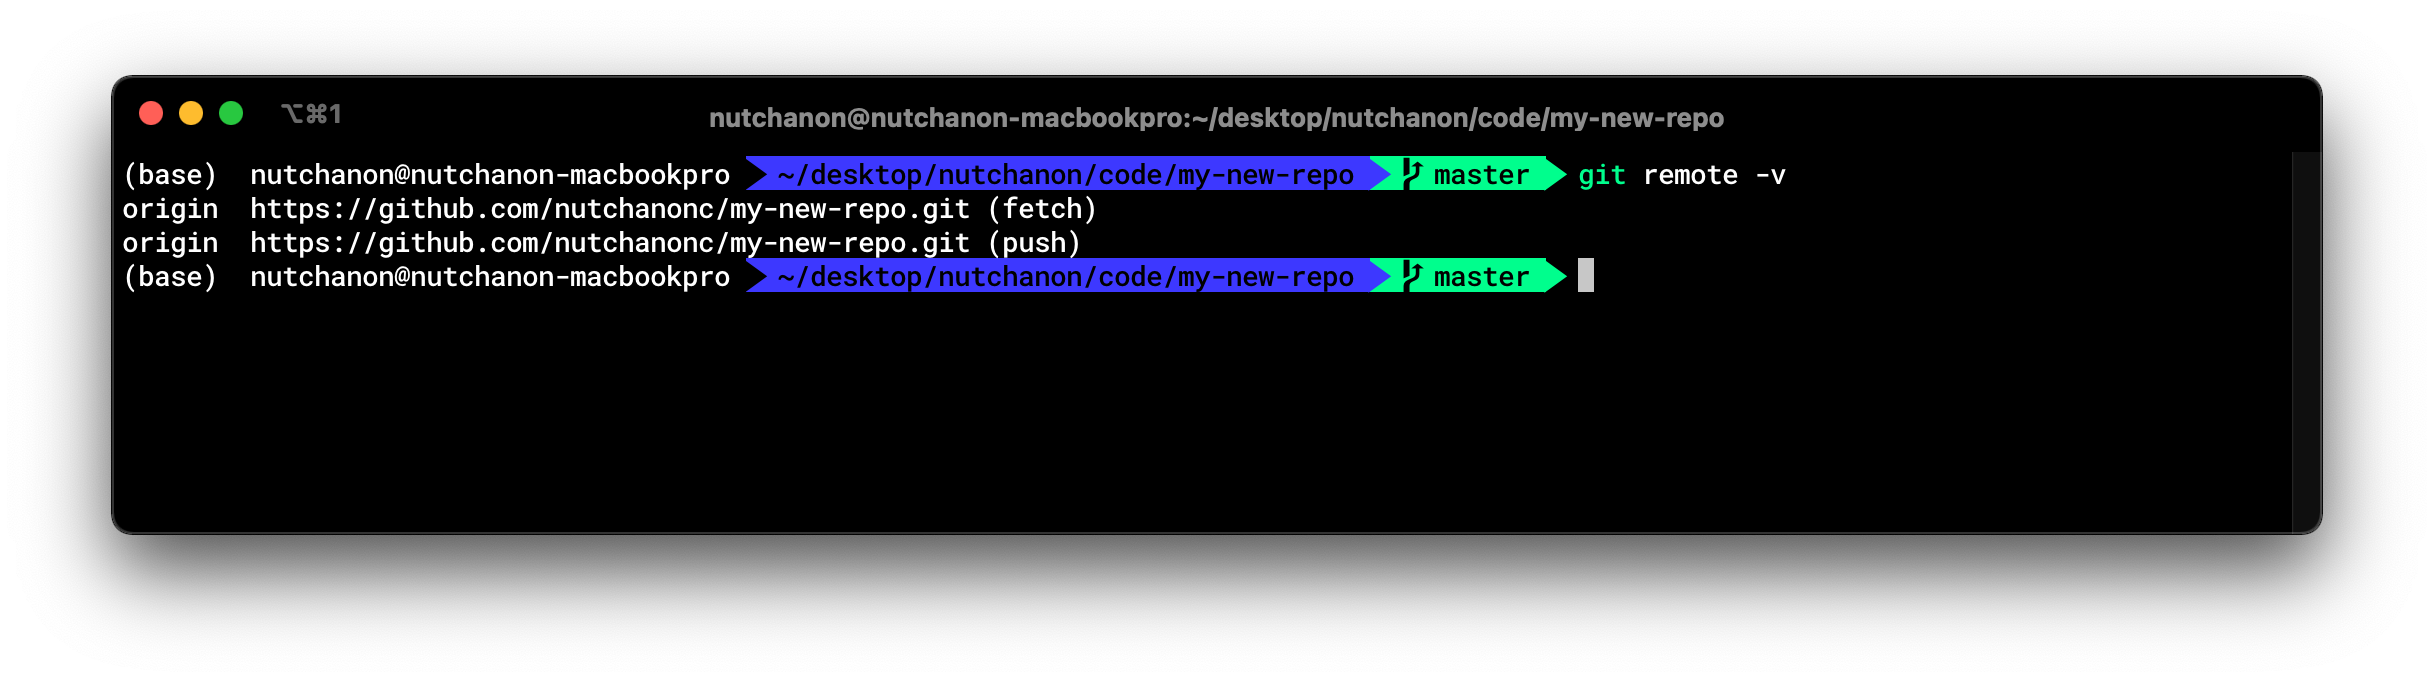 ⌥⌘1
nutchanon@nutchanon-macbookpro:~/desktop/nutchanon/code/my-new-repo
(base) nutchanon@nutchanon-macbookpro ~/desktop/nutchanon/code/my-new-repo master git remote -v
origin https://github.com/nutchanonc/my-new-repo.git (fetch)
origin https://github.com/nutchanonc/my-new-repo.git (push)
(base) nutchanon@nutchanon-macbookpro ~/desktop/nutchanon/code/my-new-repo master